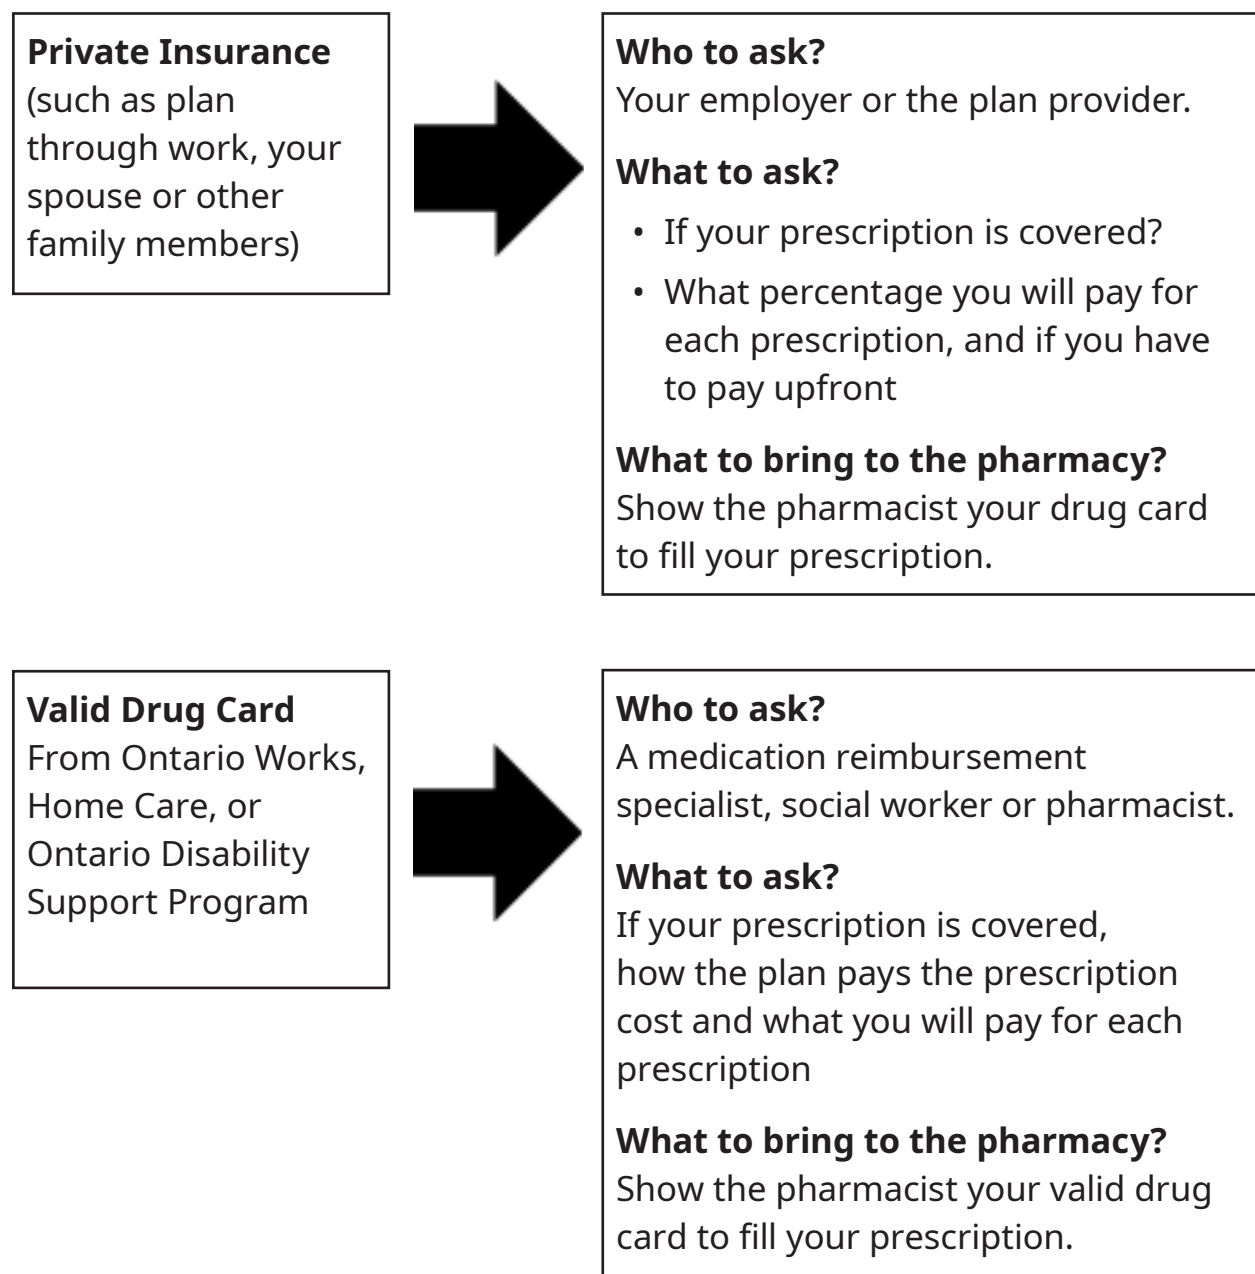 Private Insurance
(such as plan
through work, your
spouse or other
family members)
Who to ask?
Your employer or the plan provider.
What to ask?
• If your prescription is covered?
• What percentage you will pay for
each prescription, and if you have
to pay upfront
What to bring to the pharmacy?
Show the pharmacist your drug card
to fill your prescription.
Valid Drug Card
From Ontario Works,
Home Care, or
Ontario Disability
Support Program
Who to ask?
A medication reimbursement
specialist, social worker or pharmacist.
What to ask?
If your prescription is covered,
how the plan pays the prescription
cost and what you will pay for each
prescription
What to bring to the pharmacy?
Show the pharmacist your valid drug
card to fill your prescription.